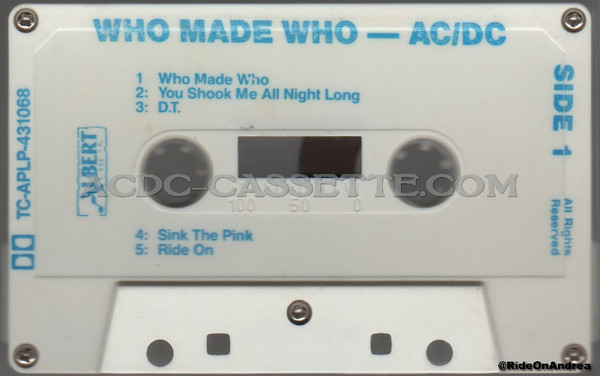 WHO MADE WHO — AC/DC
1 Who Made Who
2: You Shook Me All Night Long
3: D.T.
SIDE 1
TC-APLP-431068
ALBERT
ACDC-CASSETTE.COM
100 50 0
4: Sink The Pink
5: Ride On
All Rights
Reserved
@RideOnAndrea